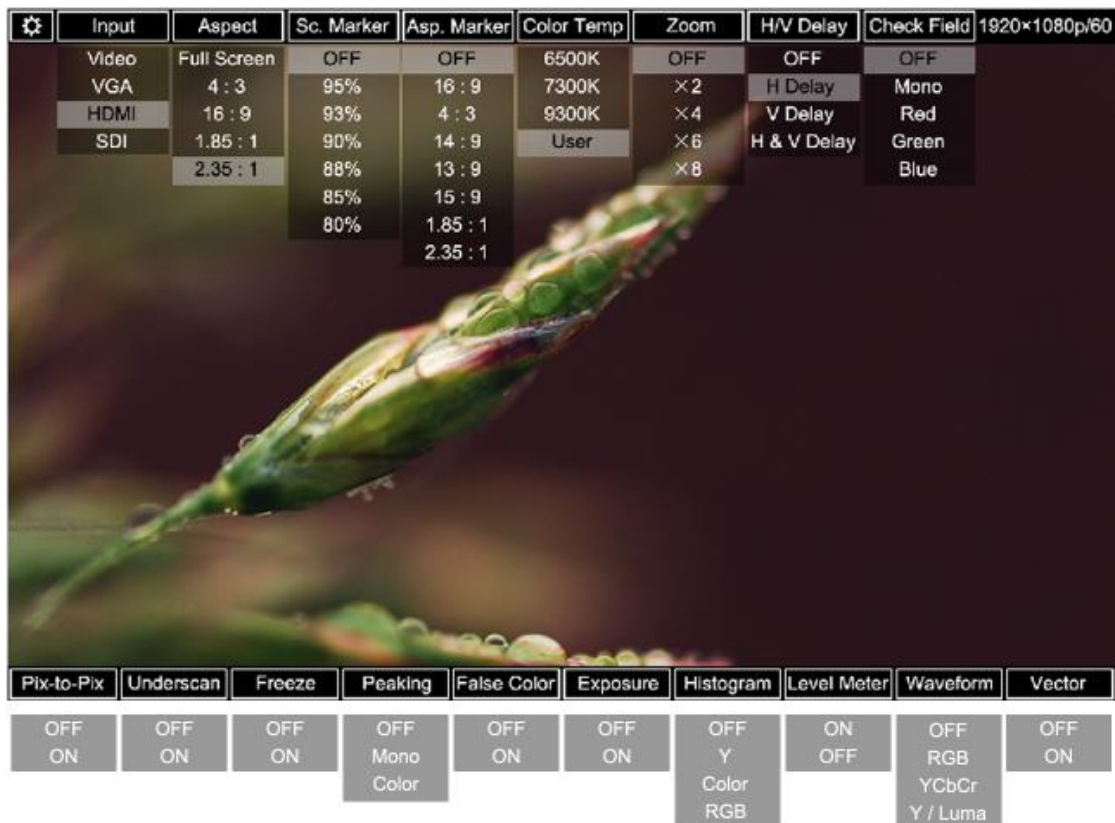 Input Aspect Sc. Marker Asp. Marker Color Temp Zoom H/V Delay Check Field 1920×1080p/60
Video Full Screen OFF OFF 6500K OFF OFF OFF
VGA 4 : 3 95% 16 : 9 7300K ×2 H Delay Mono
HDMI 16 : 9 93% 4 : 3 9300K ×4 V Delay Red
SDI 1.85 : 1 90% 14 : 9 User ×6 H & V Delay Green
2.35 : 1 88% 13 : 9 ×8 Blue
85% 15 : 9
80% 1.85 : 1
2.35 : 1
Pix-to-Pix Underscan Freeze Peaking False Color Exposure Histogram Level Meter Waveform Vector
OFF OFF OFF OFF OFF OFF OFF ON OFF OFF
ON ON ON Mono ON ON Y OFF RGB ON
Color Color YCbCr
RGB Y / Luma